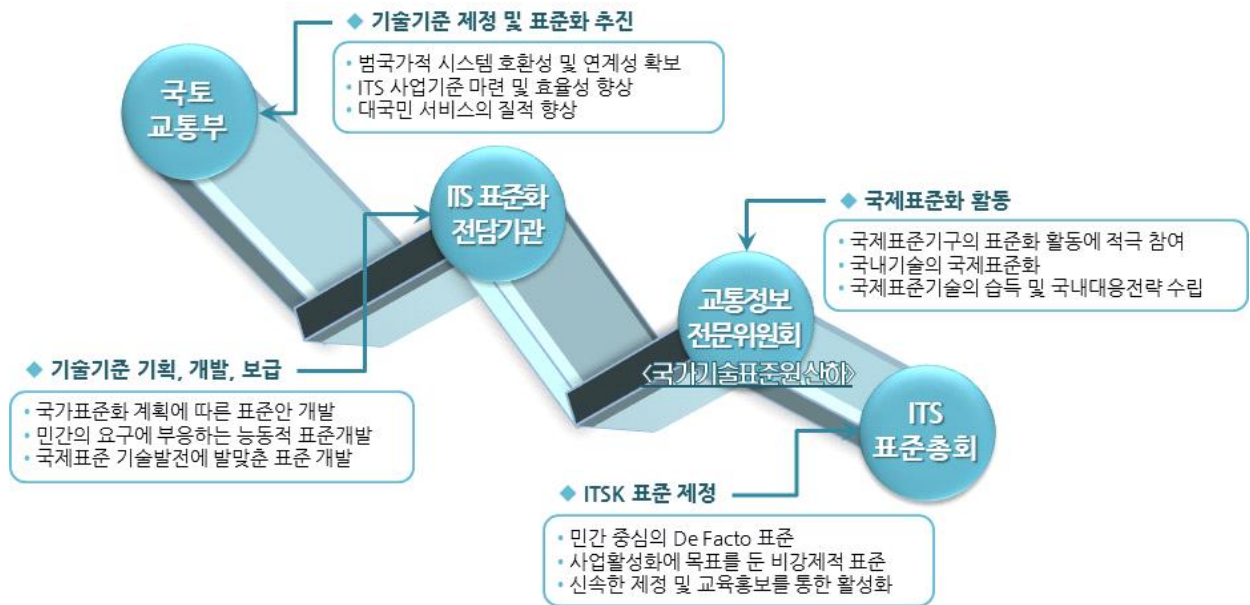 ◆ 기술기준 제정 및 표준화 추진
• 범국가적 시스템 호환성 및 연계성 확보
• ITS 사업기준 마련 및 효율성 향상
• 대국민 서비스의 질적 향상
국토
교통부
ITS 표준화
전담기관
◆ 국제표준화 활동
• 국제표준기구의 표준화 활동에 적극 참여
• 국내기술의 국제표준화
• 국제표준기술의 습득 및 국내대응전략 수립
교통정보
전문위원회
<국가기술표준원 산하>
◆ 기술기준 기획, 개발, 보급
• 국가표준화 계획에 따른 표준안 개발
• 민간의 요구에 부응하는 능동적 표준개발
• 국제표준 기술발전에 발맞춘 표준 개발
ITS
표준총회
◆ ITSK 표준 제정
• 민간 중심의 De Facto 표준
• 사업활성화에 목표를 둔 비강제적 표준
• 신속한 제정 및 교육홍보를 통한 활성화